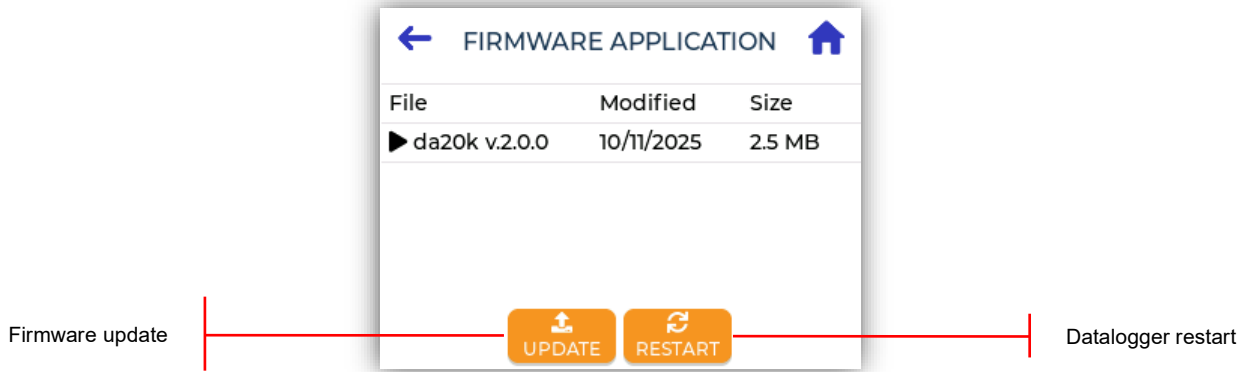 FIRMWARE APPLICATION
File Modified Size
da20k v.2.0.0 10/11/2025 2.5 MB
Firmware update
UPDATE RESTART
Datalogger restart